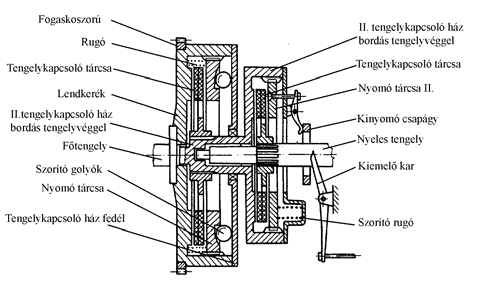 Fogaskoszorú
Rugó
Tengelykapcsoló tárcsa
Lendkerék
II.tengelykapcsoló ház
bordás tengelyvéggel
Főtengely
Szorító golyók
Nyomó tárcsa
Tengelykapcsoló ház fedél
II. tengelykapcsoló ház
bordás tengelyvéggel
Tengelykapcsoló tárcsa
Nyomó tárcsa II.
Kinyomó csapágy
Nyeles tengely
Kiemelő kar
Szorító rugó